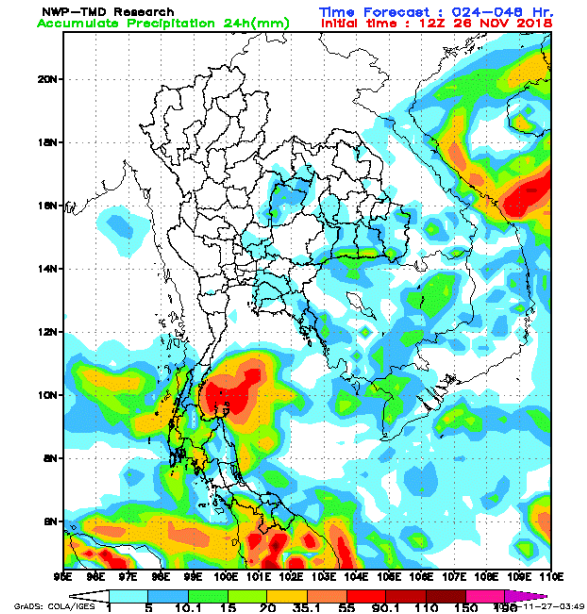 NWP-TMD Research
Time Forecast : 024-048 Hr.
Accumulate Precipitation 24h(mm)
Initial time : 12Z 26 NOV 2018
20N
18N
16N
14N
12N
10N
8N
6N
95E 96E 97E 98E 99E 100E 101E 102E 103E 104E 105E 106E 107E 108E 109E 110E
1 5 10.1 15 20 35.1 55 90.1 110 150
GrADS: COLA/IGES